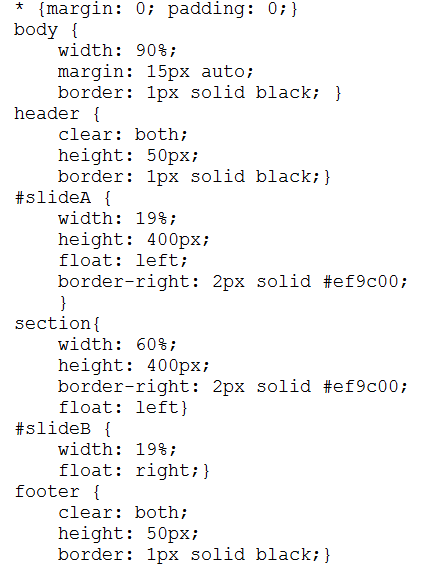 * {margin: 0; padding: 0;}
body {
    width: 90%;
    margin: 15px auto;
    border: 1px solid black; }
header {
    clear: both;
    height: 50px;
    border: 1px solid black;}
#slideA {
    width: 19%;
    height: 400px;
    float: left;
    border-right: 2px solid #ef9c00;
    }
section{
    width: 60%;
    height: 400px;
    border-right: 2px solid #ef9c00;
    float: left}
#slideB {
    width: 19%;
    float: right;}
footer {
    clear: both;
    height: 50px;
    border: 1px solid black;}